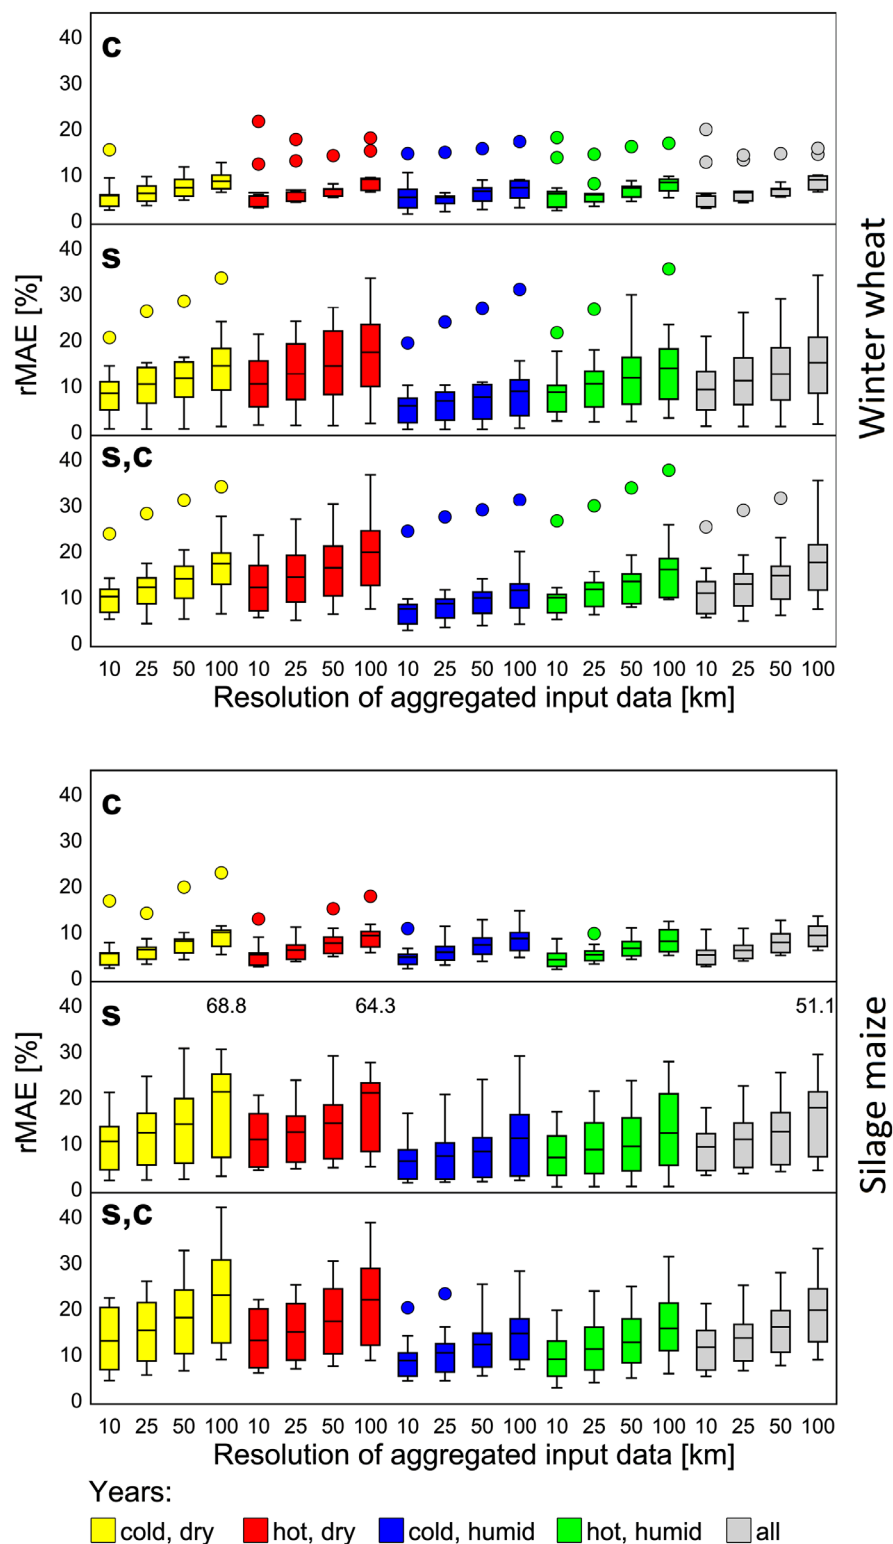 40
c
30
20
10
0
40
s
30
20
10
0
40
s,c
30
20
10
0
rMAE [%]
Winter wheat
10 25 50 100 10 25 50 100 10 25 50 100 10 25 50 100 10 25 50 100
Resolution of aggregated input data [km]
40
c
30
20
10
0
40
s
68.8 64.3 51.1
30
20
10
0
40
s,c
30
20
10
0
rMAE [%]
Silage maize
10 25 50 100 10 25 50 100 10 25 50 100 10 25 50 100 10 25 50 100
Resolution of aggregated input data [km]
Years:
cold, dry hot, dry cold, humid hot, humid all